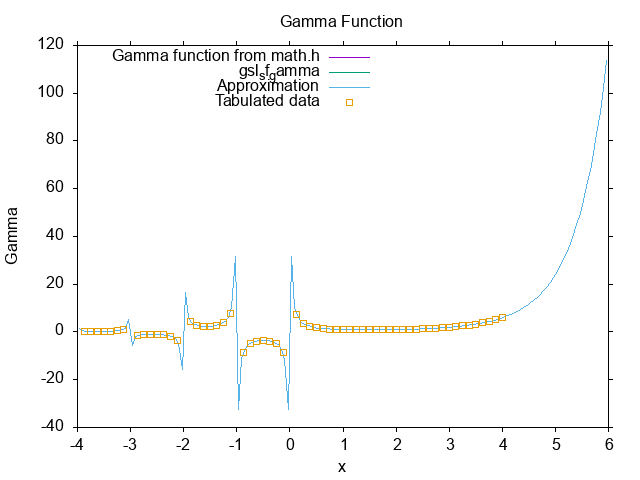 Gamma Function
Gamma function from math.h
gsl_sf_gamma
Approximation
Tabulated data
120
100
80
60
40
20
0
-20
-40
Gamma
-4 -3 -2 -1 0 1 2 3 4 5 6
x